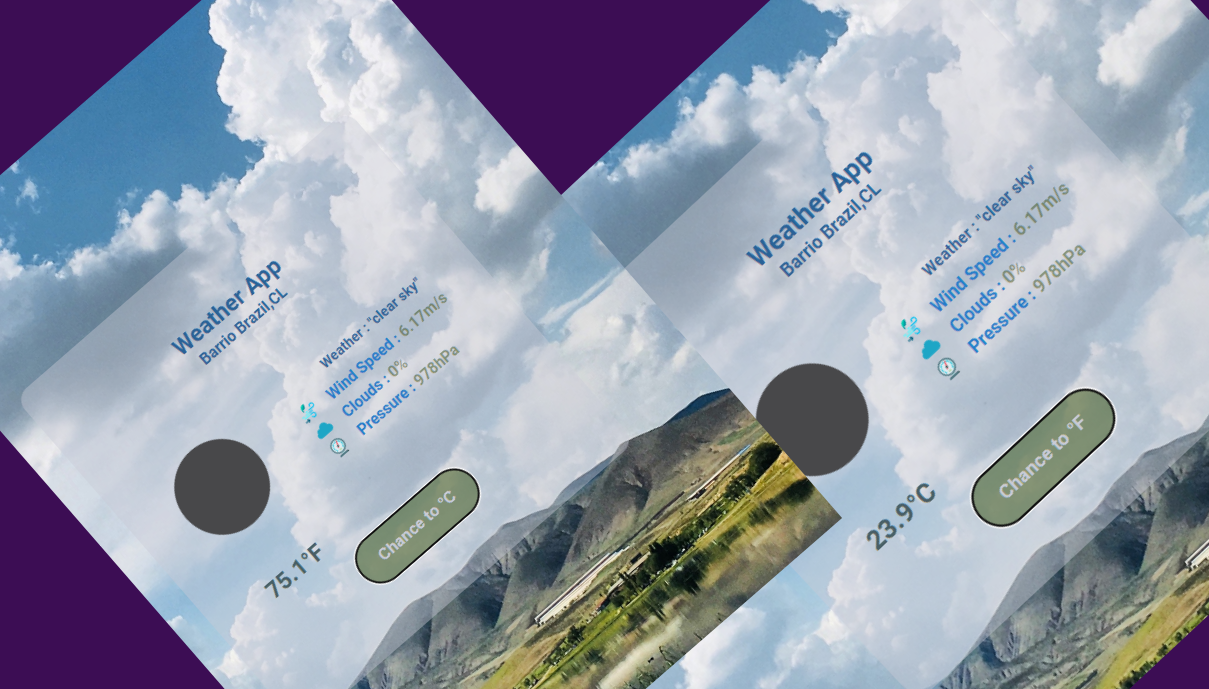 Weather App
Barrio Brazil,CL
Weather : "clear sky"
Wind Speed : 6.17m/s
Clouds : 0%
Pressure : 978hPa
75.1°F
Chance to °C
Weather App
Barrio Brazil,CL
Weather : "clear sky"
Wind Speed : 6.17m/s
Clouds : 0%
Pressure : 978hPa
23.9°C
Chance to °F